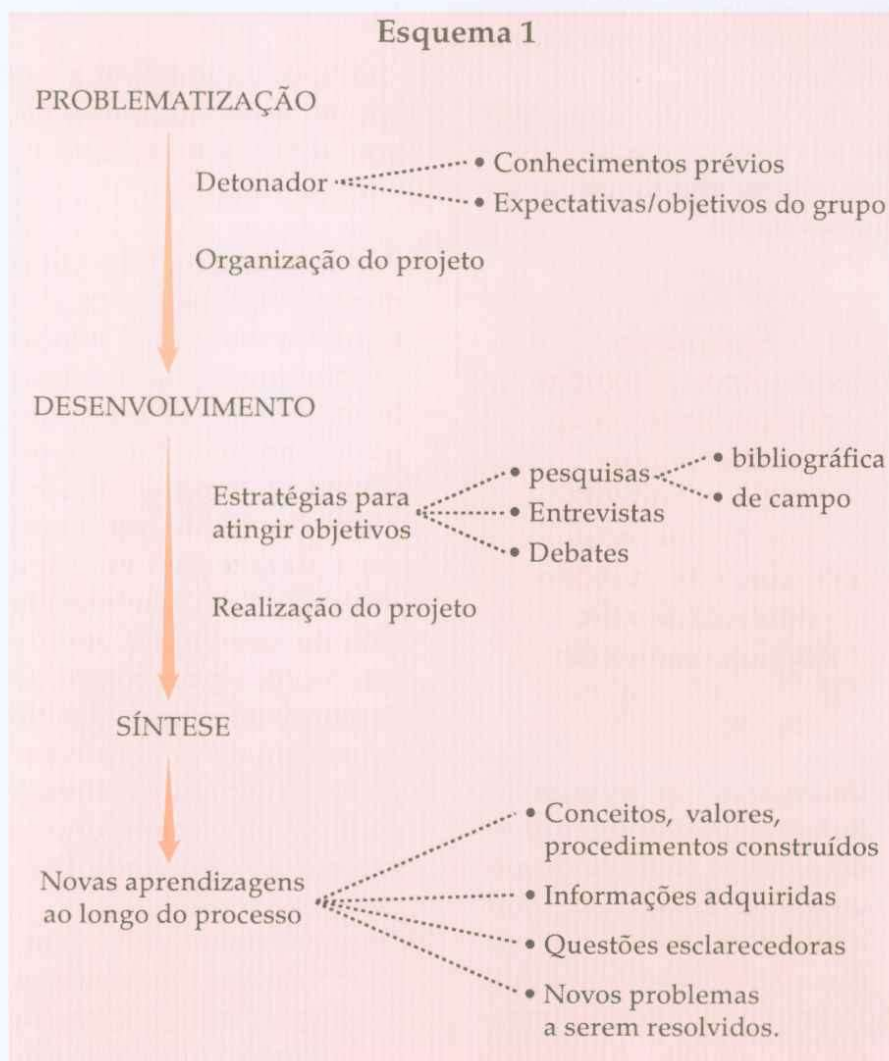 Esquema 1
PROBLEMATIZAÇÃO
Detonador
• Conhecimentos prévios
• Expectativas/objetivos do grupo
Organização do projeto
DESENVOLVIMENTO
Estratégias para
atingir objetivos
• pesquisas
• bibliográfica
• de campo
• Entrevistas
• Debates
Realização do projeto
SÍNTESE
Novas aprendizagens
ao longo do processo
• Conceitos, valores,
procedimentos construídos
• Informações adquiridas
• Questões esclarecedoras
• Novos problemas
a serem resolvidos.